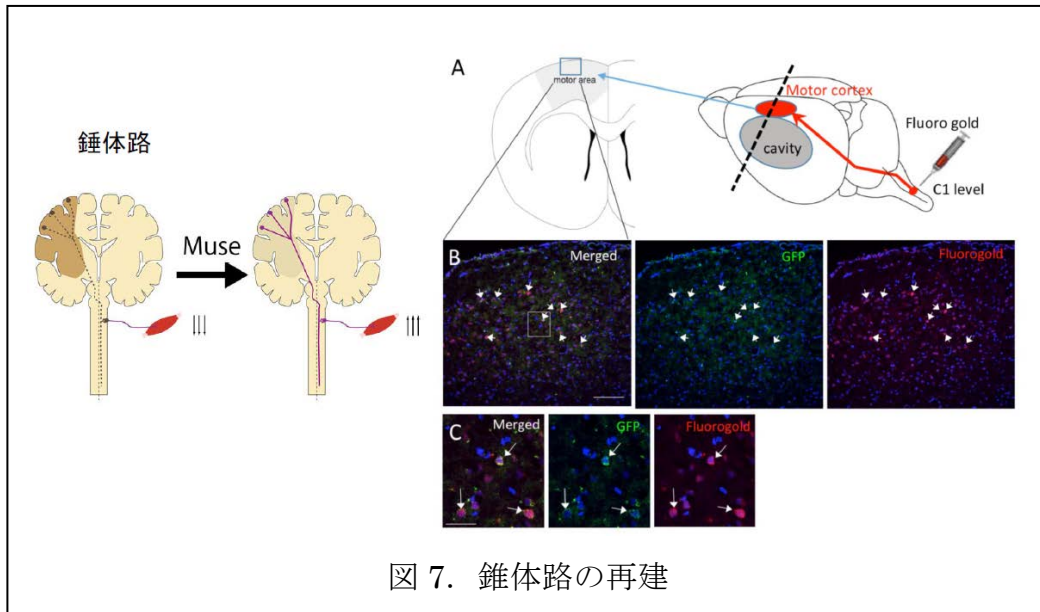 錘体路
Muse
A
motor area
Motor cortex
cavity
Fluoro gold
C1 level
B
Merged
GFP
Fluorogold
C
Merged
GFP
Fluorogold
図 7. 錐体路の再建